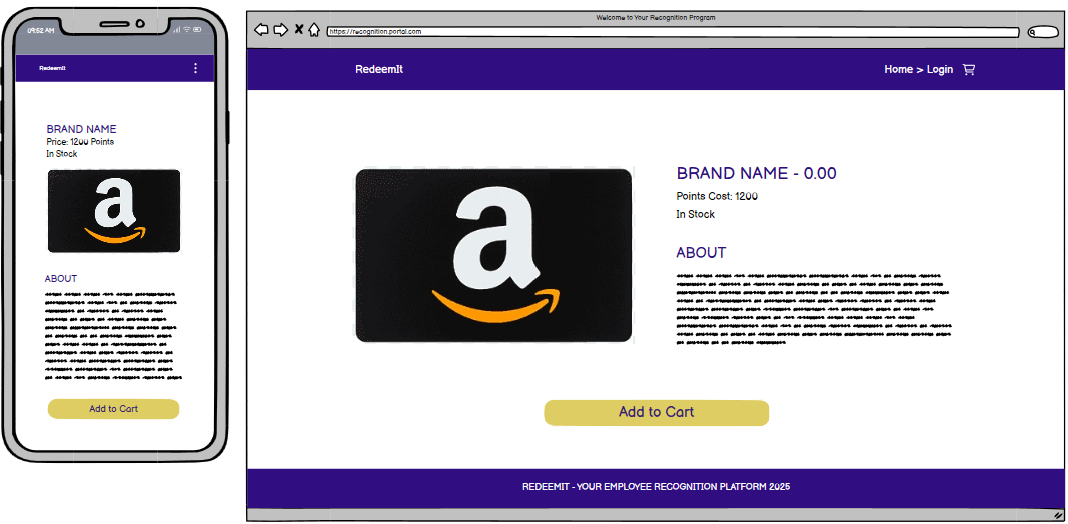 09:52 AM
RedeemIt
BRAND NAME
Price: 1200 Points
In Stock
a
ABOUT
Add to Cart
Welcome to Your Recognition Program
https://recognition.portal.com
RedeemIt
Home > Login
a
BRAND NAME - 0.00
Points Cost: 1200
In Stock
ABOUT
Add to Cart
REDEEMIT - YOUR EMPLOYEE RECOGNITION PLATFORM 2025